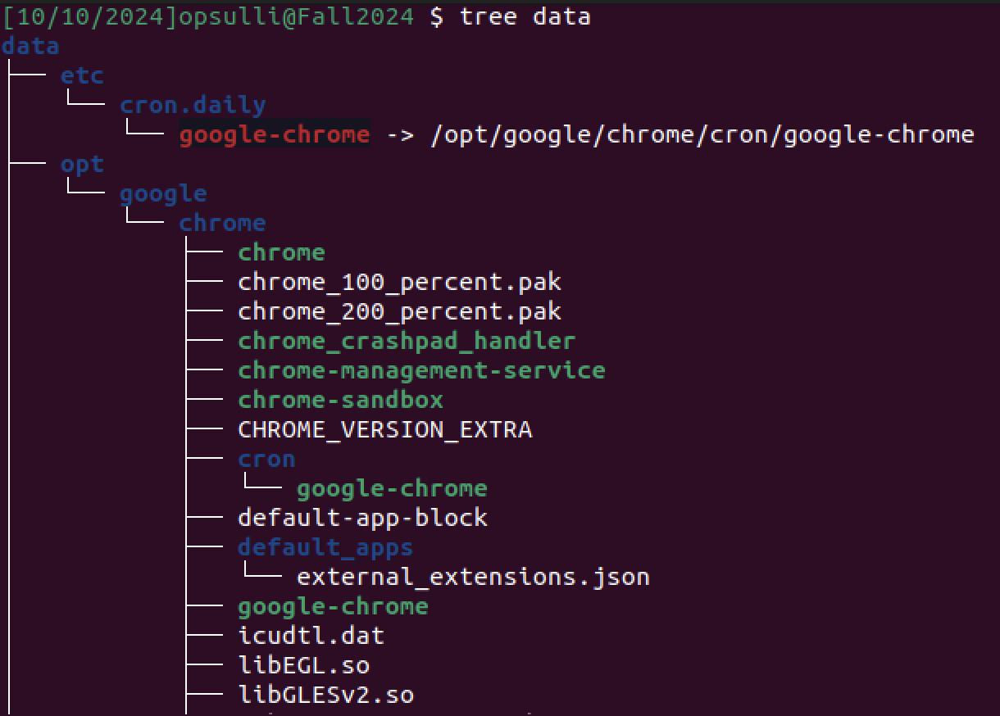 [10/10/2024]opsulli@Fall2024 $ tree data
data
├── etc
│   └── cron.daily
│       └── google-chrome -> /opt/google/chrome/cron/google-chrome
├── opt
│   └── google
│       └── chrome
│           ├── chrome
│           ├── chrome_100_percent.pak
│           ├── chrome_200_percent.pak
│           ├── chrome_crashpad_handler
│           ├── chrome-management-service
│           ├── chrome-sandbox
│           ├── CHROME_VERSION_EXTRA
│           ├── cron
│           │   └── google-chrome
│           ├── default-app-block
│           ├── default_apps
│           │   └── external_extensions.json
│           ├── google-chrome
│           ├── icudtl.dat
│           ├── libEGL.so
│           ├── libGLESv2.so